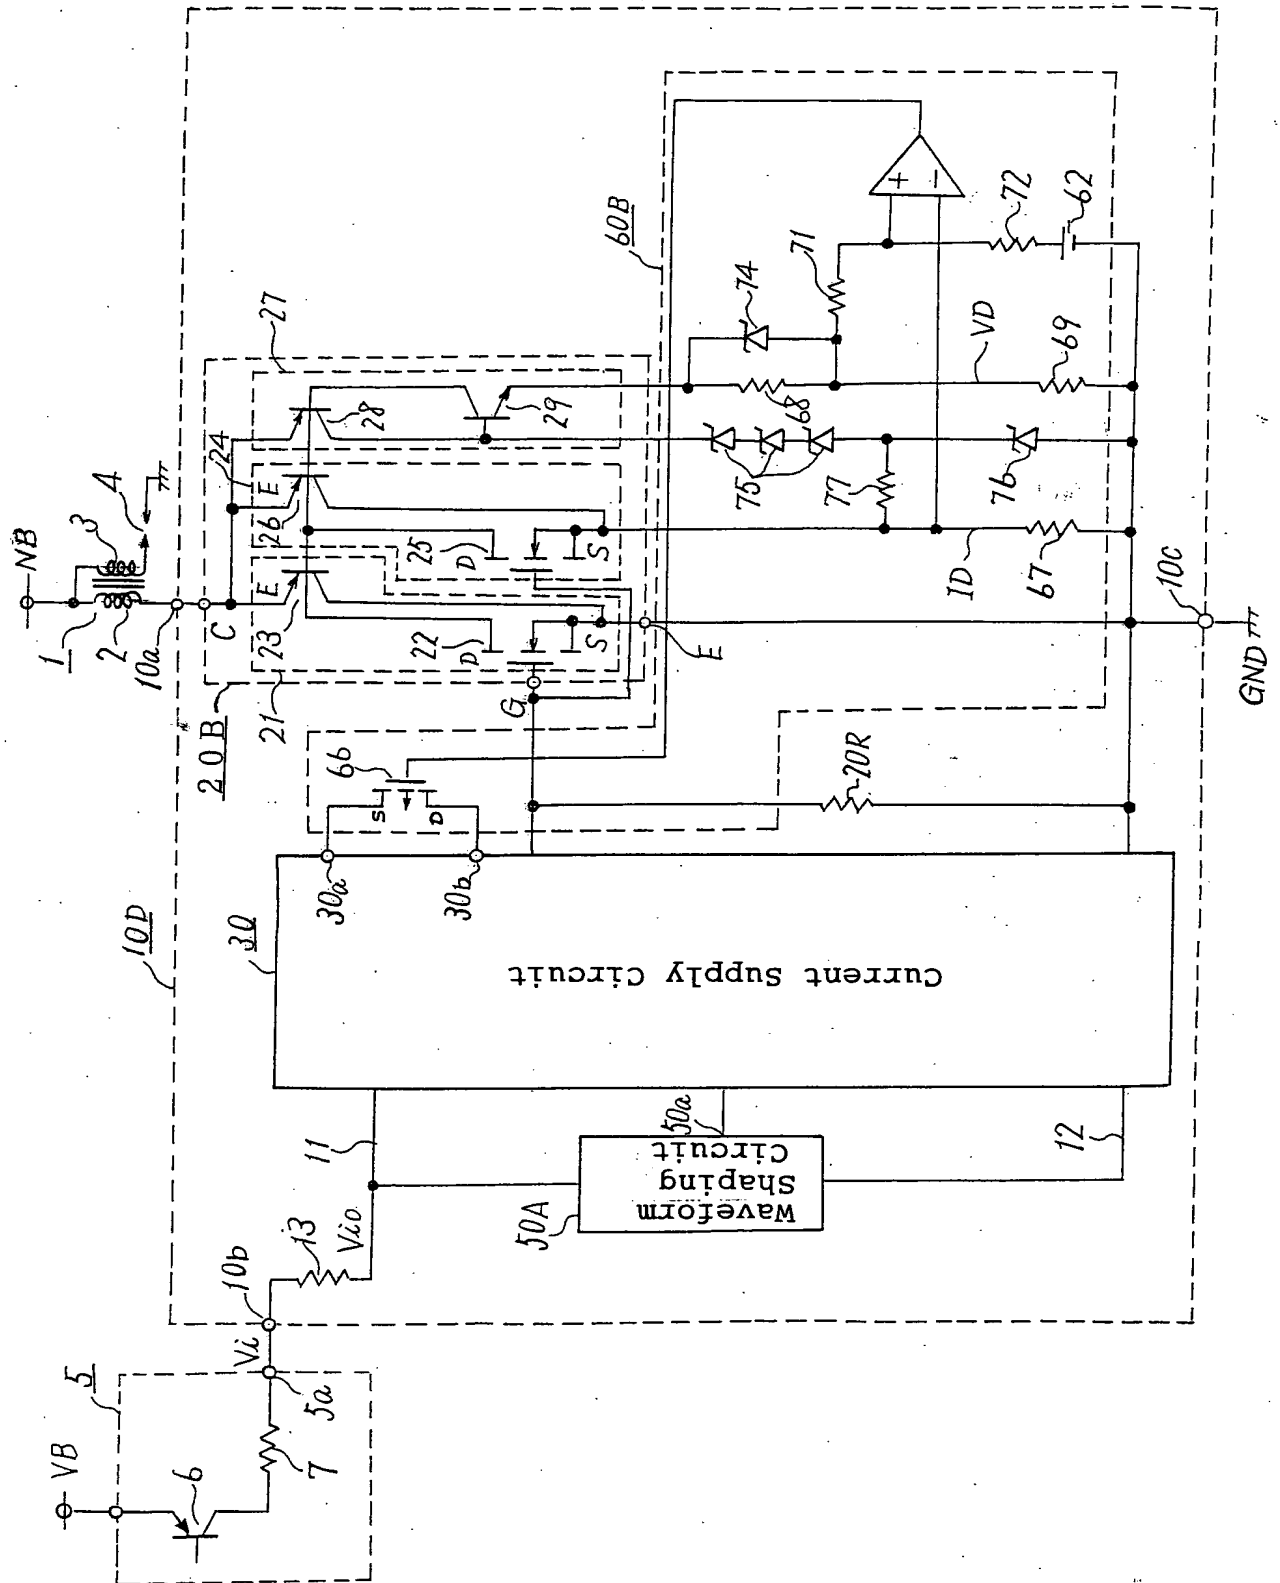 NB
1
2
3
4
10a
C
20B
21
23
E
22
D
S
G
24
26
E
25
D
S
27
28
29
E
60B
66
S
D
30a
30b
20R
74
71
72
62
68
75
77
76
VD
69
1D
67
+
−
10C
GND
10D
30
Current Supply Circuit
11
12
50a
50A
Waveform
Shaping
Circuit
13
Vio
10b
Vi
5
5a
7
6
VB